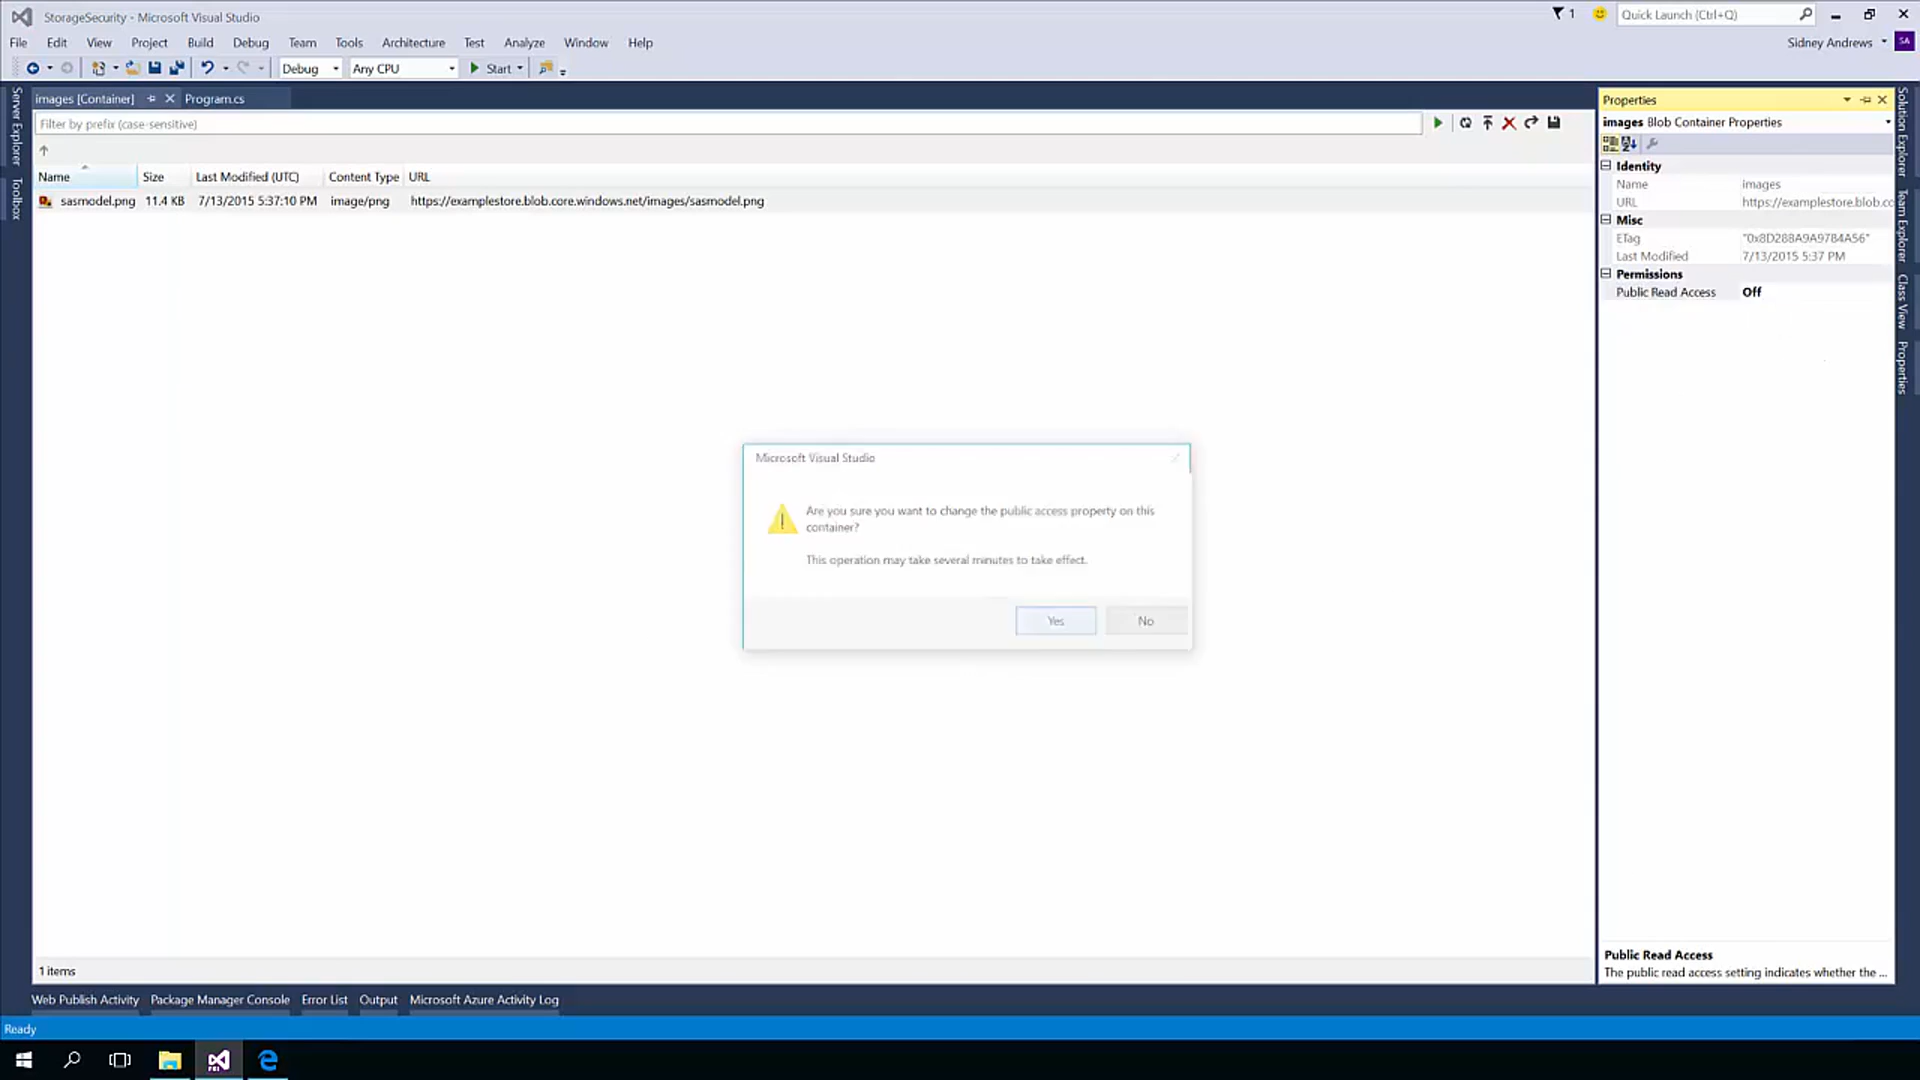 StorageSecurity - Microsoft Visual Studio
1
Quick Launch (Ctrl+Q)
File Edit View Project Build Debug Team Tools Architecture Test Analyze Window Help
Sidney Andrews SA
Debug Any CPU Start
Server Explorer
Toolbox
images [Container] Program.cs
Filter by prefix (case-sensitive)
Name Size Last Modified (UTC) Content Type URL
sasmodel.png 11.4 KB 7/13/2015 5:37:10 PM image/png https://examplestore.blob.core.windows.net/images/sasmodel.png
Microsoft Visual Studio
Are you sure you want to change the public access property on this
container?
This operation may take several minutes to take effect.
Yes No
1 items
Properties
images Blob Container Properties
Identity
Name images
URL https://examplestore.blob.co
Misc
ETag "0x8D288A9A97B4A56"
Last Modified 7/13/2015 5:37 PM
Permissions
Public Read Access Off
Public Read Access
The public read access setting indicates whether the ...
Solution Explorer
Team Explorer
Class View
Properties
Web Publish Activity Package Manager Console Error List Output Microsoft Azure Activity Log
Ready